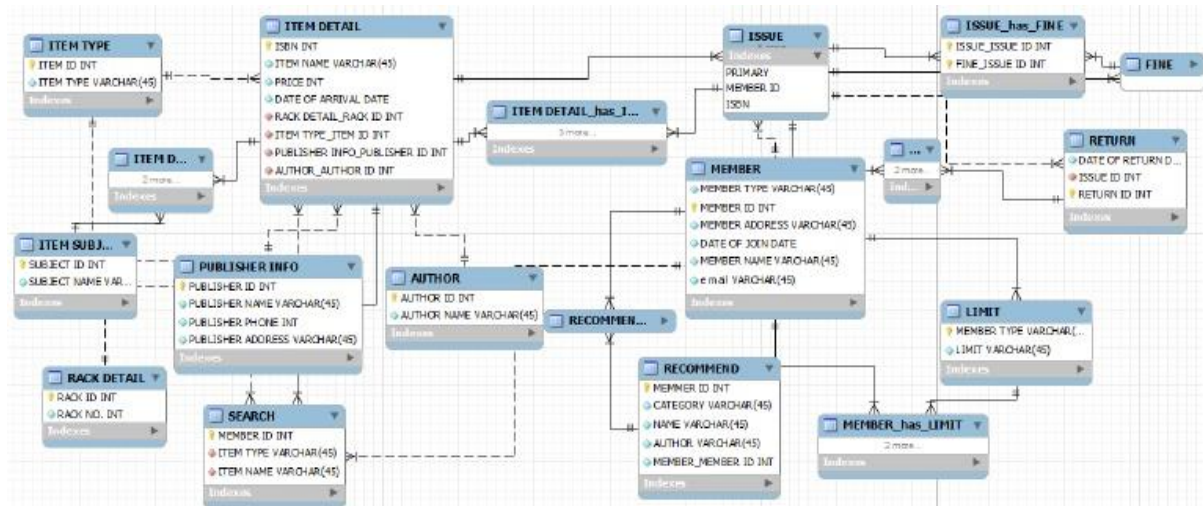 ITEM TYPE
ITEM ID INT
ITEM TYPE VARCHAR(45)
Indexes
ITEM DETAIL
ISBN INT
ITEM NAME VARCHAR(45)
PRICE INT
DATE OF ARRIVAL DATE
RACK DETAIL_RACK ID INT
ITEM TYPE_ITEM ID INT
PUBLISHER INFO_PUBLISHER ID INT
AUTHOR_AUTHOR ID INT
Indexes
ISSUE
Indexes
PRIMARY
MEMBER ID
ISBN
ISSUE_has_FINE
ISSUE_ISSUE ID INT
FINE_ISSUE ID INT
Indexes
FINE
ITEM DETAIL_has_I...
3 more...
Indexes
ITEM D...
2 more...
Indexes
MEMBER
MEMBER TYPE VARCHAR(45)
MEMBER ID INT
MEMBER ADDRESS VARCHAR(45)
DATE OF JOIN DATE
MEMBER NAME VARCHAR(45)
email VARCHAR(45)
Indexes
...
2 more...
Ind...
RETURN
DATE OF RETURN D...
ISSUE ID INT
RETURN ID INT
Indexes
ITEM SUBJ...
SUBJECT ID INT
SUBJECT NAME VAR...
Indexes
PUBLISHER INFO
PUBLISHER ID INT
PUBLISHER NAME VARCHAR(45)
PUBLISHER PHONE INT
PUBLISHER ADDRESS VARCHAR(45)
Indexes
AUTHOR
AUTHOR ID INT
AUTHOR NAME VARCHAR(45)
Indexes
RECOMMEN...
LIMIT
MEMBER TYPE VARCHAR(...
LIMIT VARCHAR(45)
Indexes
RACK DETAIL
RACK ID INT
RACK NO. INT
Indexes
SEARCH
MEMBER ID INT
ITEM TYPE VARCHAR(45)
ITEM NAME VARCHAR(45)
Indexes
RECOMMEND
MEMMER ID INT
CATEGORY VARCHAR(45)
NAME VARCHAR(45)
AUTHOR VARCHAR(45)
MEMBER_MEMBER ID INT
Indexes
MEMBER_has_LIMIT
2 more...
Indexes